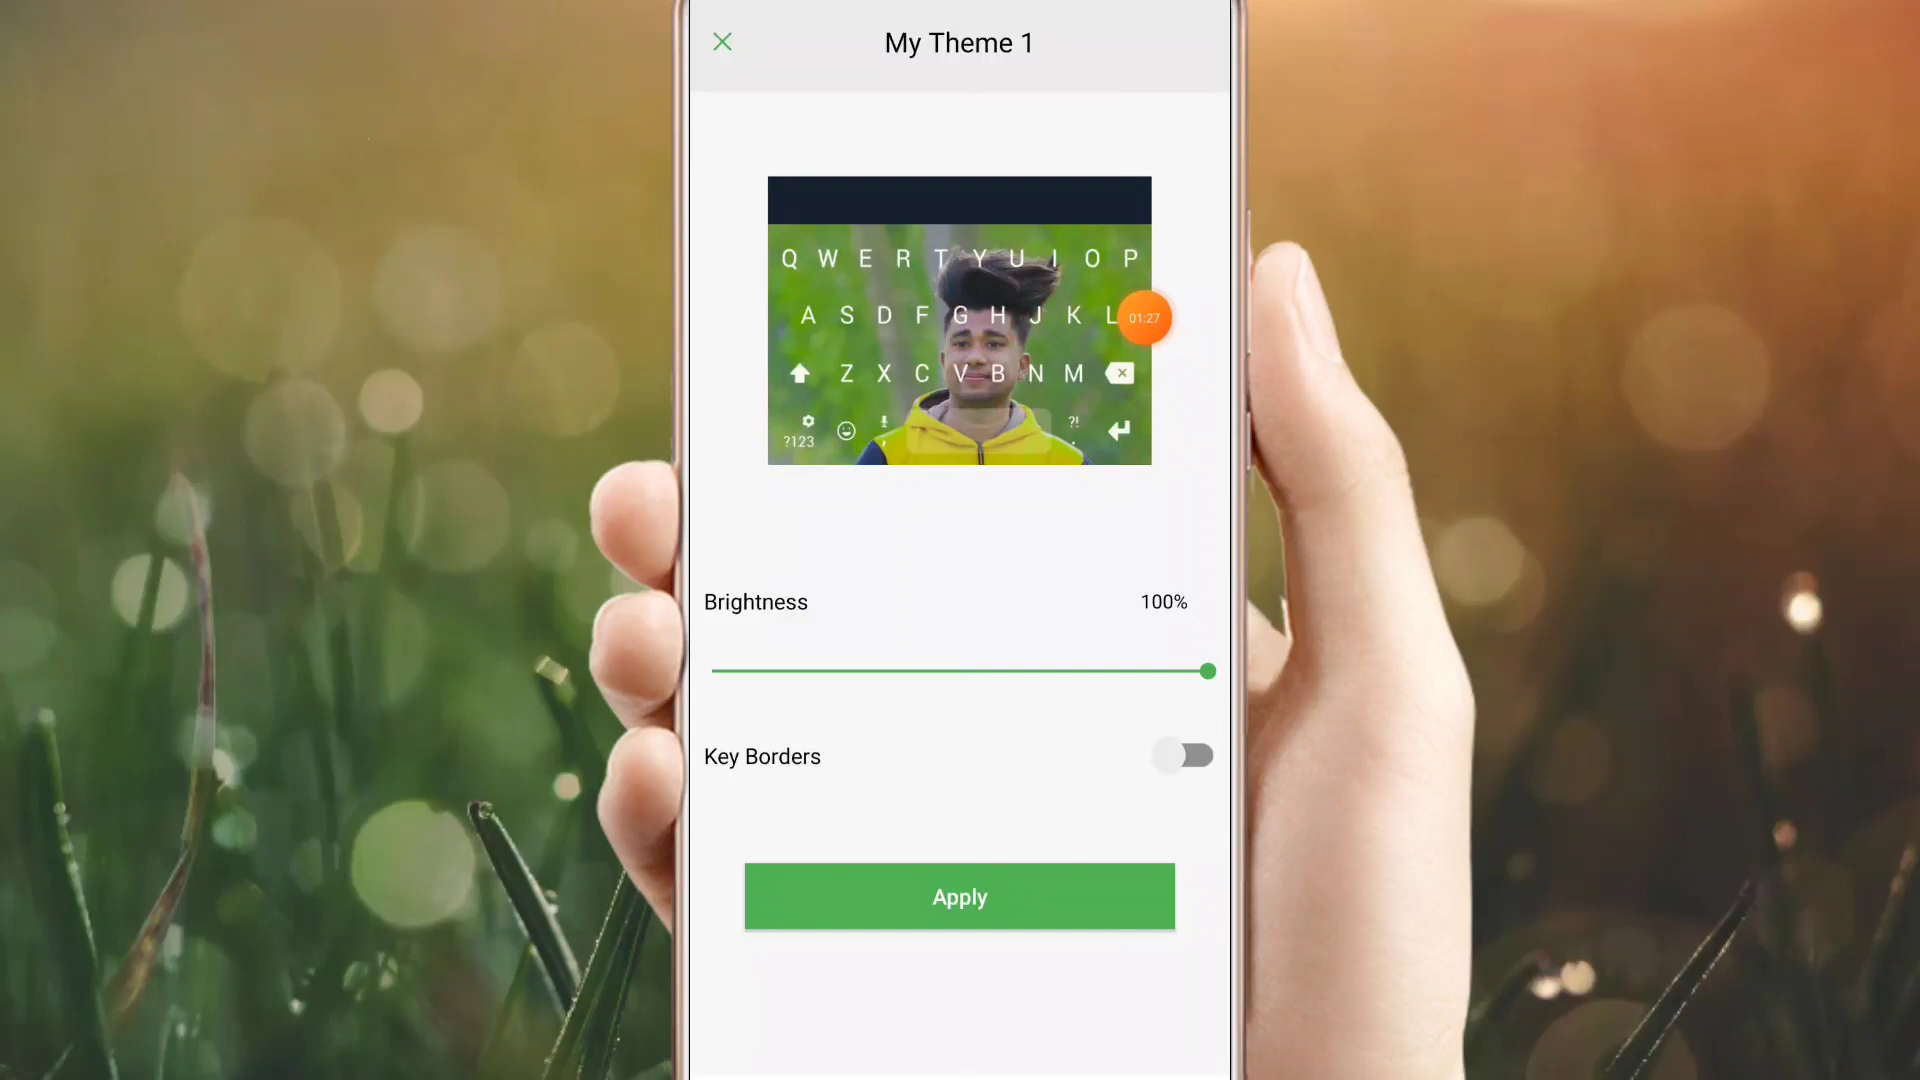 My Theme 1
Q W E R T Y U I O P
A S D F G H J K L
01:27
Z X C V B N M
?123 , ?! .
Brightness 100%
Key Borders
Apply